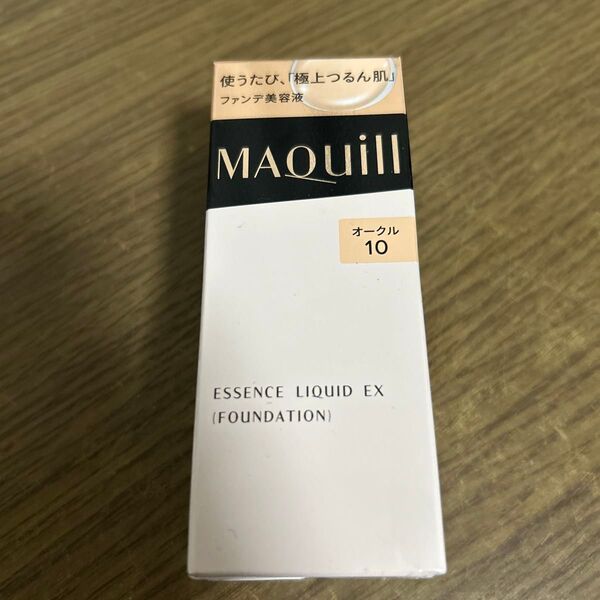 使うたび、「極上つるん肌」
ファンデ美容液
MAQuill
オークル
10
ESSENCE LIQUID EX
(FOUNDATION)